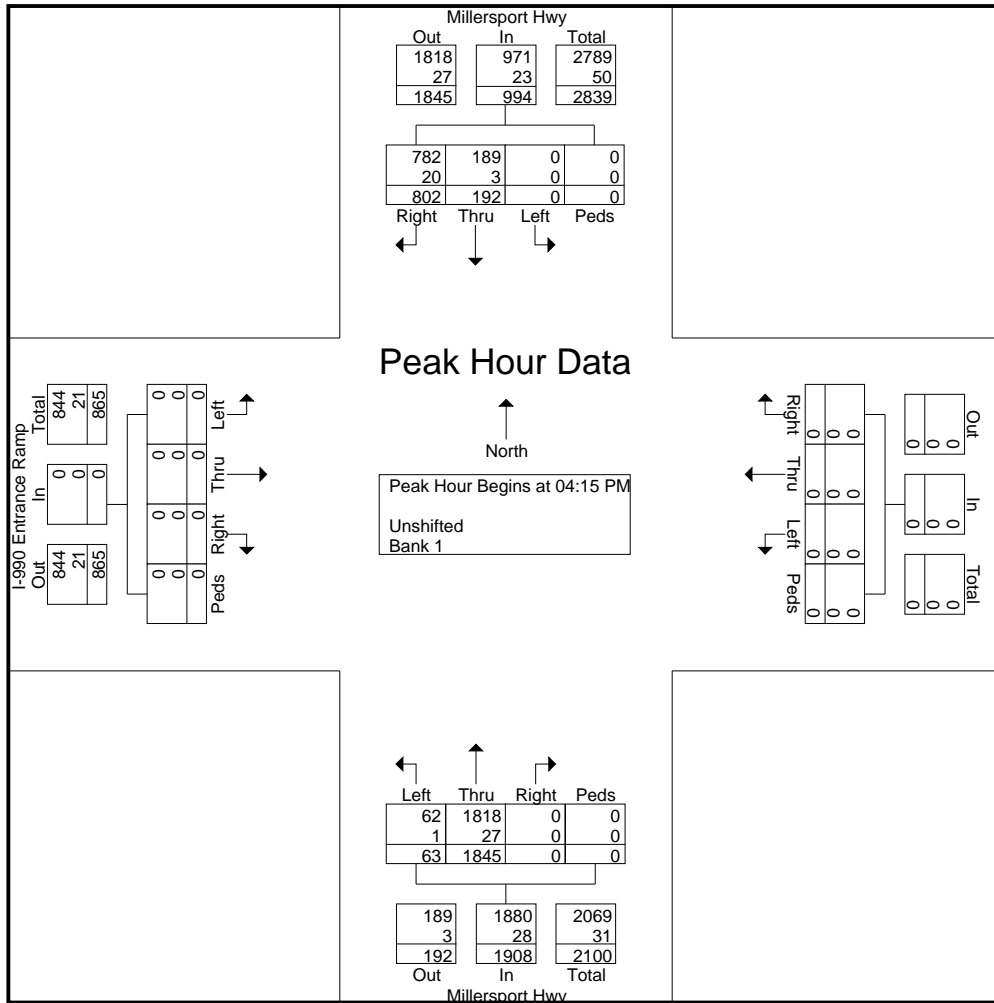 Millersport Hwy
Out In Total
1818 971 2789
27 23 50
1845 994 2839
782 189 0 0
20 3 0 0
802 192 0 0
Right Thru Left Peds
Peak Hour Data
North
Peak Hour Begins at 04:15 PM
Unshifted
Bank 1
I-990 Entrance Ramp
Out In Total
844 0 844
21 0 21
865 0 865
Peds Right Thru Left
0 0 0 0
0 0 0 0
0 0 0 0
Out In Total
0 0 0
0 0 0
0 0 0
Right Thru Left Peds
0 0 0 0
0 0 0 0
0 0 0 0
Left Thru Right Peds
62 1818 0 0
1 27 0 0
63 1845 0 0
189 1880 2069
3 28 31
192 1908 2100
Out In Total
Millersport Hwy